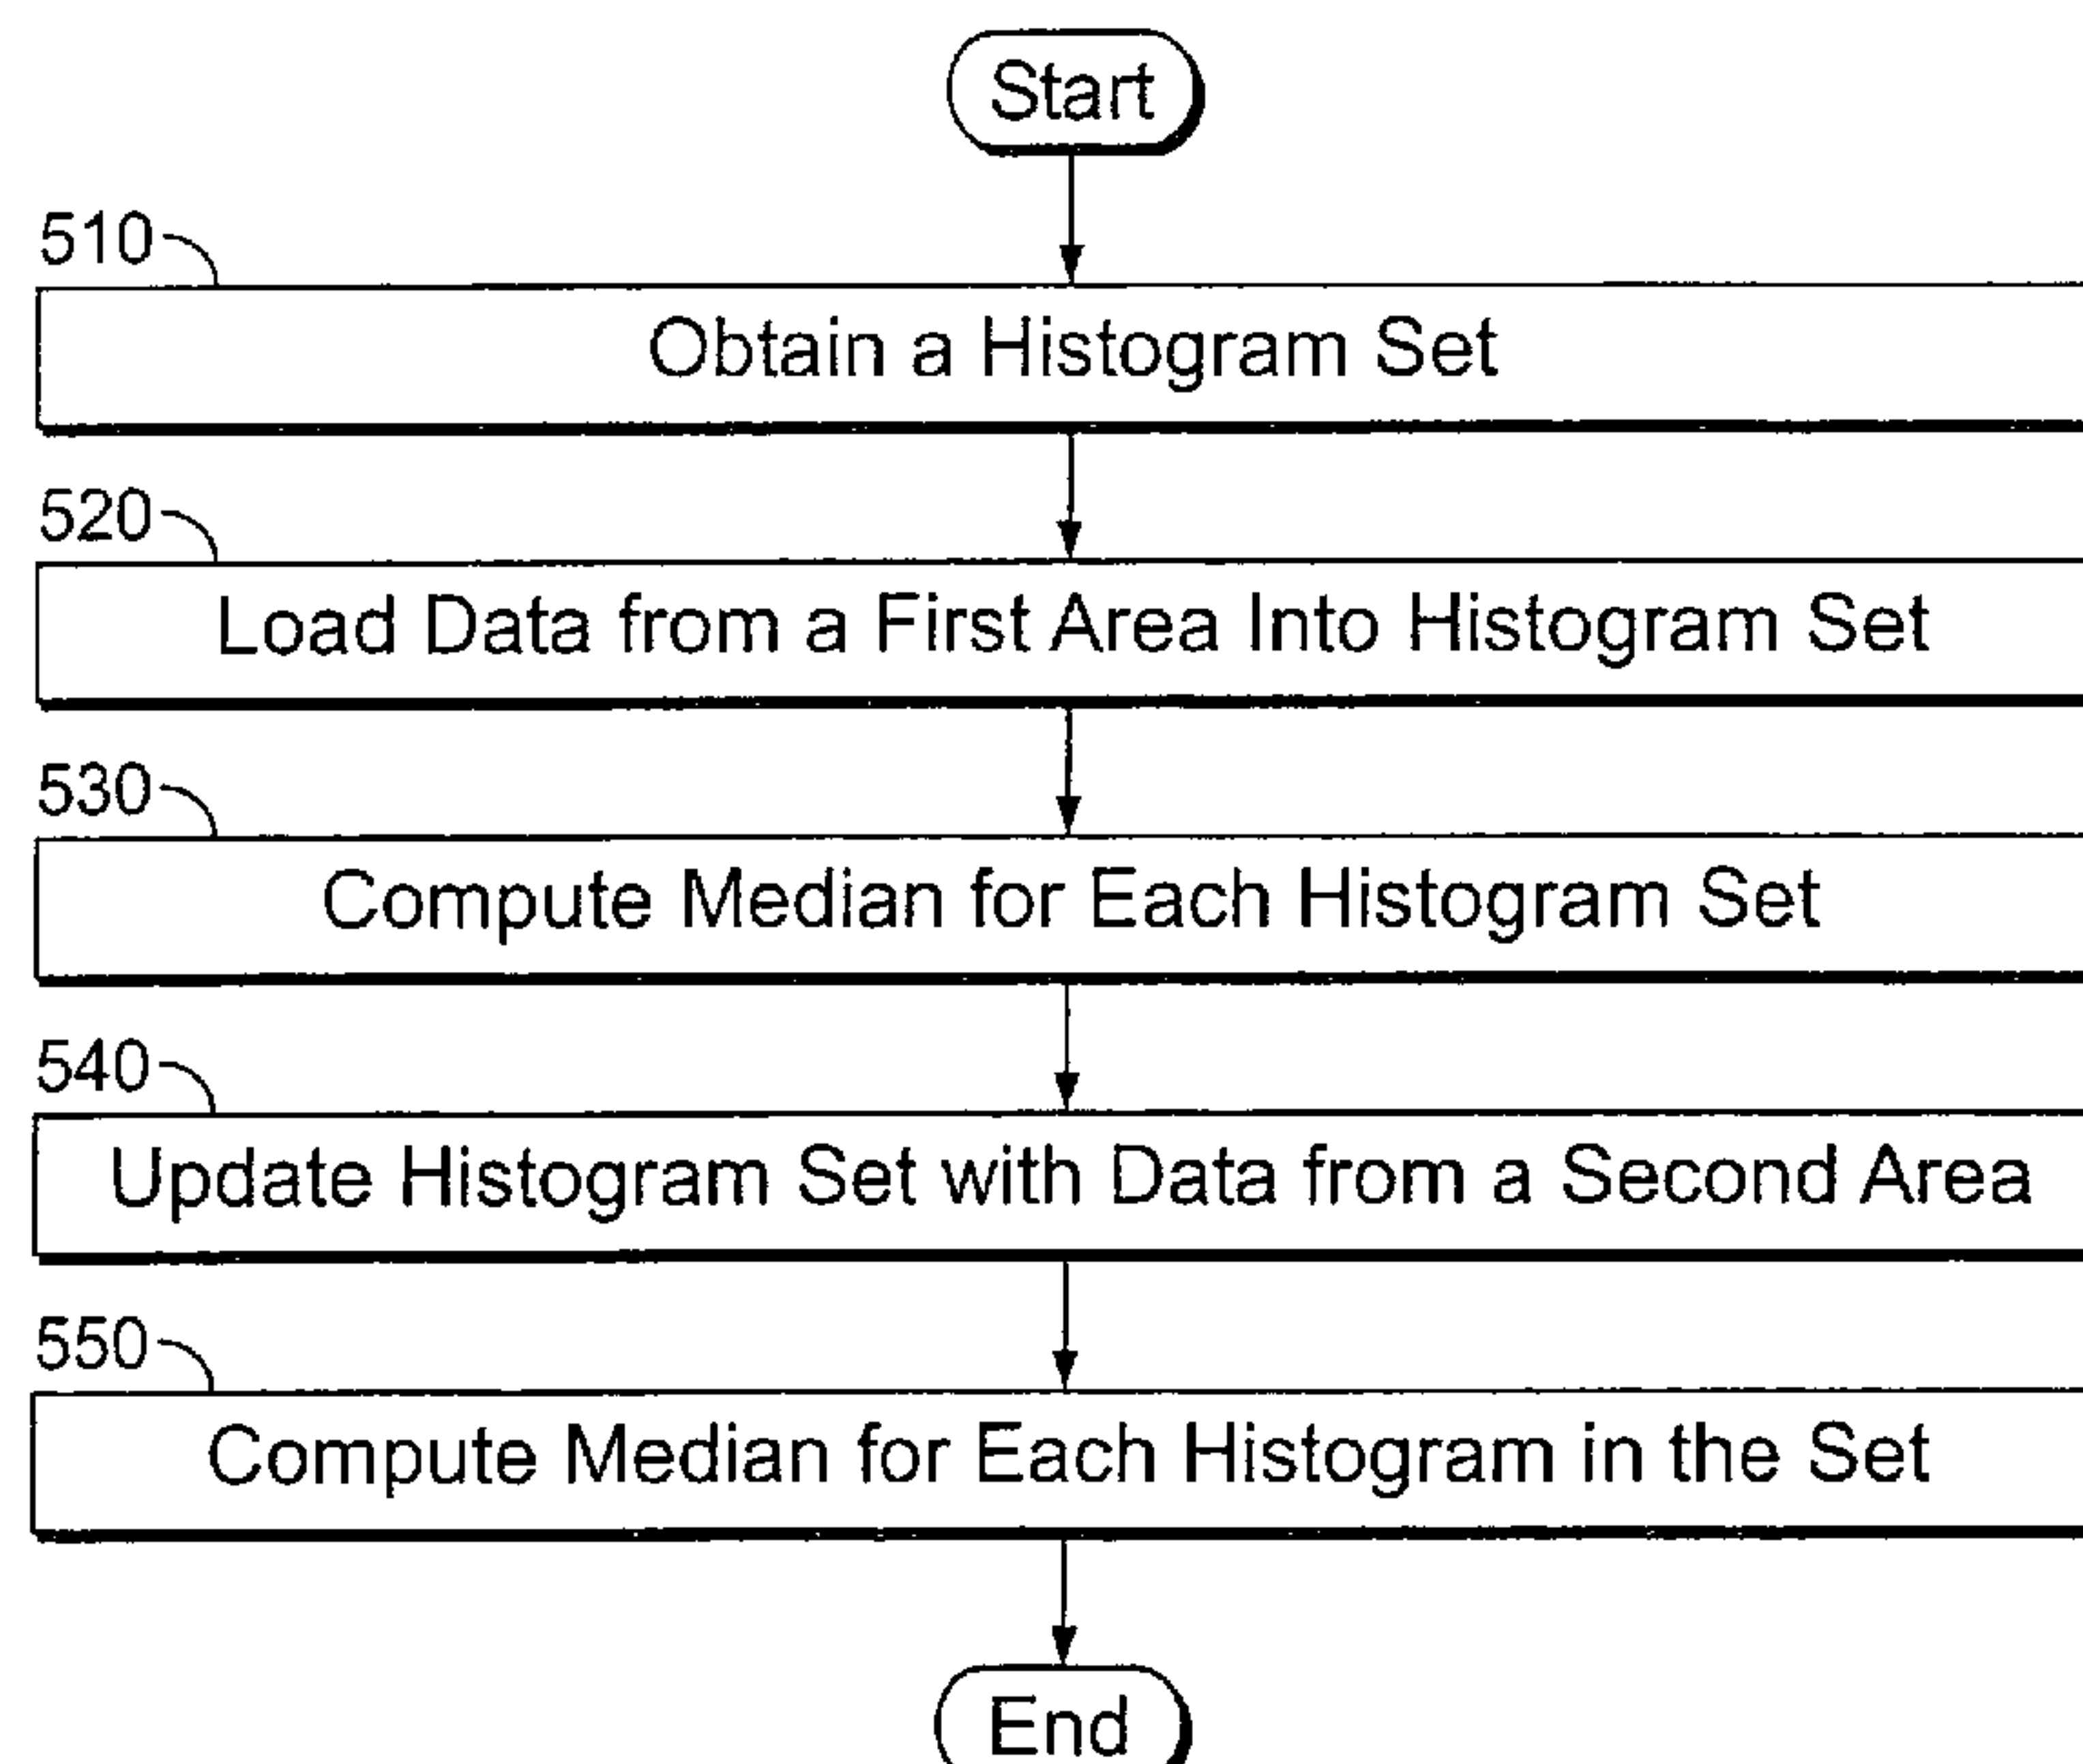 Start
510
Obtain a Histogram Set
520
Load Data from a First Area Into Histogram Set
530
Compute Median for Each Histogram Set
540
Update Histogram Set with Data from a Second Area
550
Compute Median for Each Histogram in the Set
End